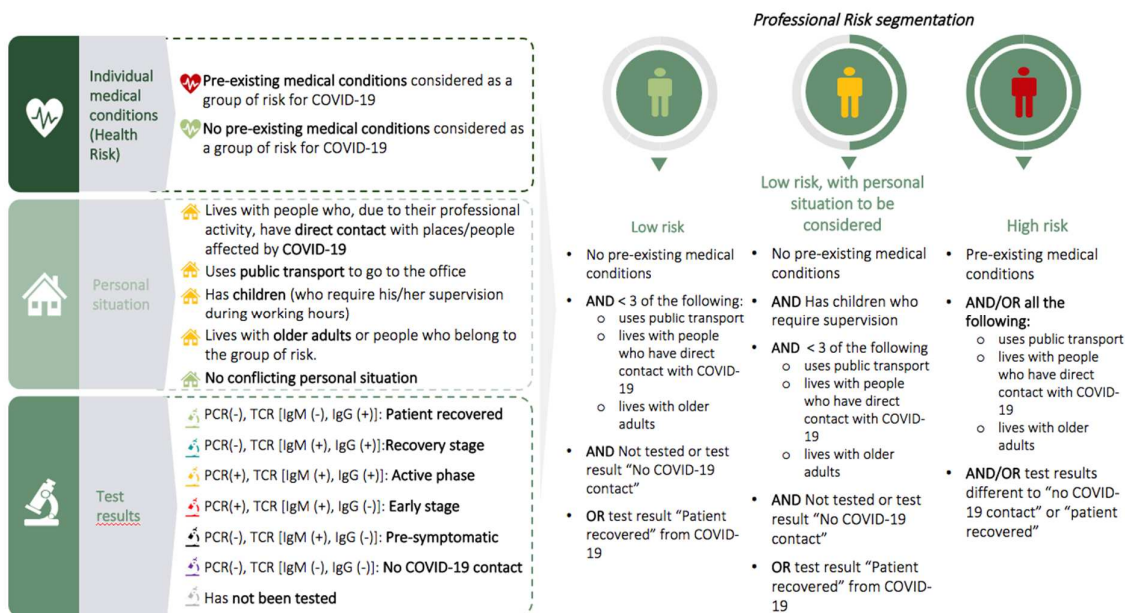 Professional Risk segmentation
Individual
medical
conditions
(Health
Risk)
Pre-existing medical conditions considered as a
group of risk for COVID-19
No pre-existing medical conditions considered as
a group of risk for COVID-19
Personal
situation
Lives with people who, due to their professional
activity, have direct contact with places/people
affected by COVID-19
Uses public transport to go to the office
Has children (who require his/her supervision
during working hours)
Lives with older adults or people who belong to
the group of risk.
No conflicting personal situation
Test
results
PCR(-), TCR [IgM (-), IgG (+)]: Patient recovered
PCR(-), TCR [IgM (+), IgG (+)]:Recovery stage
PCR(+), TCR [IgM (+), IgG (+)]: Active phase
PCR(+), TCR [IgM (+), IgG (-)]: Early stage
PCR(-), TCR [IgM (+), IgG (-)]: Pre-symptomatic
PCR(-), TCR [IgM (-), IgG (-)]: No COVID-19 contact
Has not been tested
Low risk
• No pre-existing medical
conditions
• AND < 3 of the following:
o uses public transport
o lives with people
who have direct
contact with COVID-
19
o lives with older
adults
• AND Not tested or test
result “No COVID-19
contact”
• OR test result “Patient
recovered” from COVID-
19
Low risk, with personal
situation to be
considered
• No pre-existing medical
conditions
• AND Has children who
require supervision
• AND < 3 of the following
o uses public transport
o lives with people
who have direct
contact with COVID-
19
o lives with older
adults
• AND Not tested or test
result “No COVID-19
contact”
• OR test result “Patient
recovered” from COVID-
19
High risk
• Pre-existing medical
conditions
• AND/OR all the
following:
o uses public transport
o lives with people
who have direct
contact with COVID-
19
o lives with older
adults
• AND/OR test results
different to “no COVID-
19 contact” or “patient
recovered”